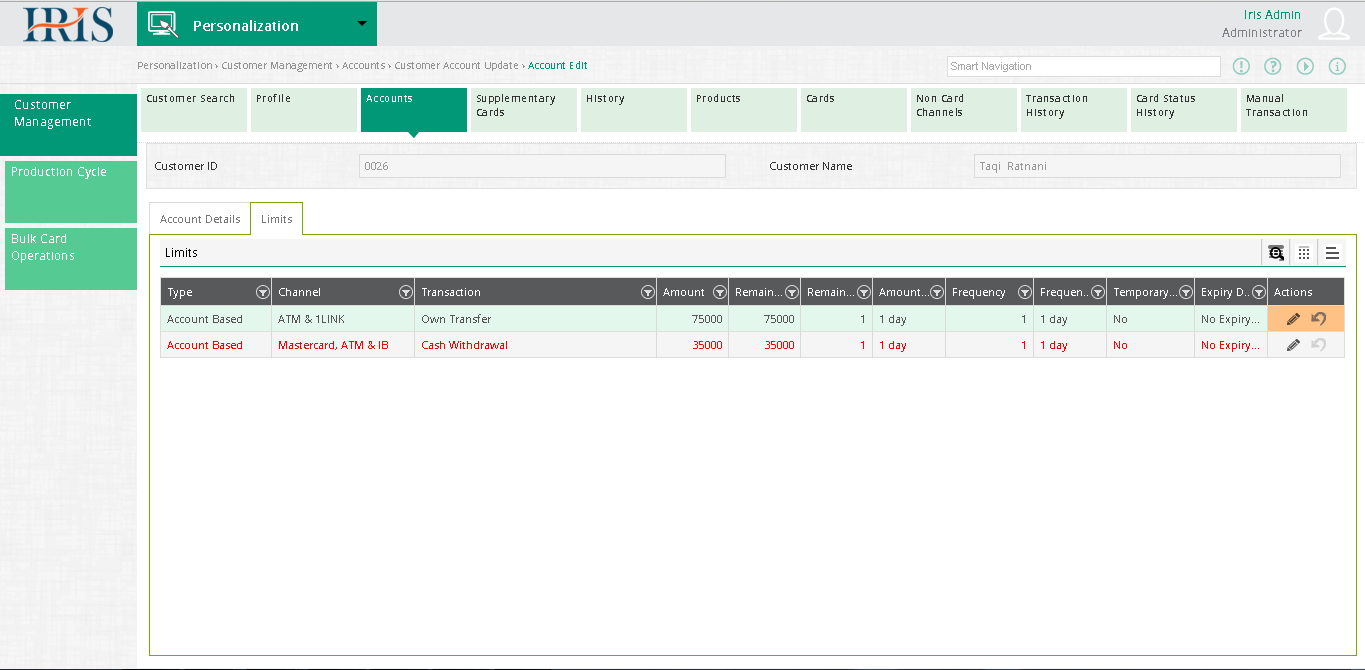 IRIS
Personalization
Iris Admin
Administrator
Personalization › Customer Management › Accounts › Customer Account Update › Account Edit
Smart Navigation
Customer
Management
Production Cycle
Bulk Card
Operations
Customer Search
Profile
Accounts
Supplementary
Cards
History
Products
Cards
Non Card
Channels
Transaction
History
Card Status
History
Manual
Transaction
Customer ID 0026 Customer Name Taqi Ratnani
Account Details Limits
Limits
Type Channel Transaction Amount Remain... Remain... Amount... Frequency Frequen... Temporary... Expiry D... Actions
Account Based ATM & 1LINK Own Transfer 75000 75000 1 1 day 1 1 day No No Expiry...
Account Based Mastercard, ATM & IB Cash Withdrawal 35000 35000 1 1 day 1 1 day No No Expiry...